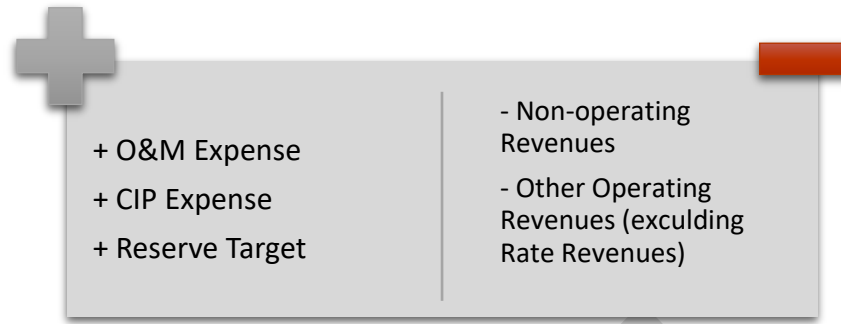 + O&M Expense
+ CIP Expense
+ Reserve Target
- Non-operating
Revenues
- Other Operating
Revenues (exculding
Rate Revenues)